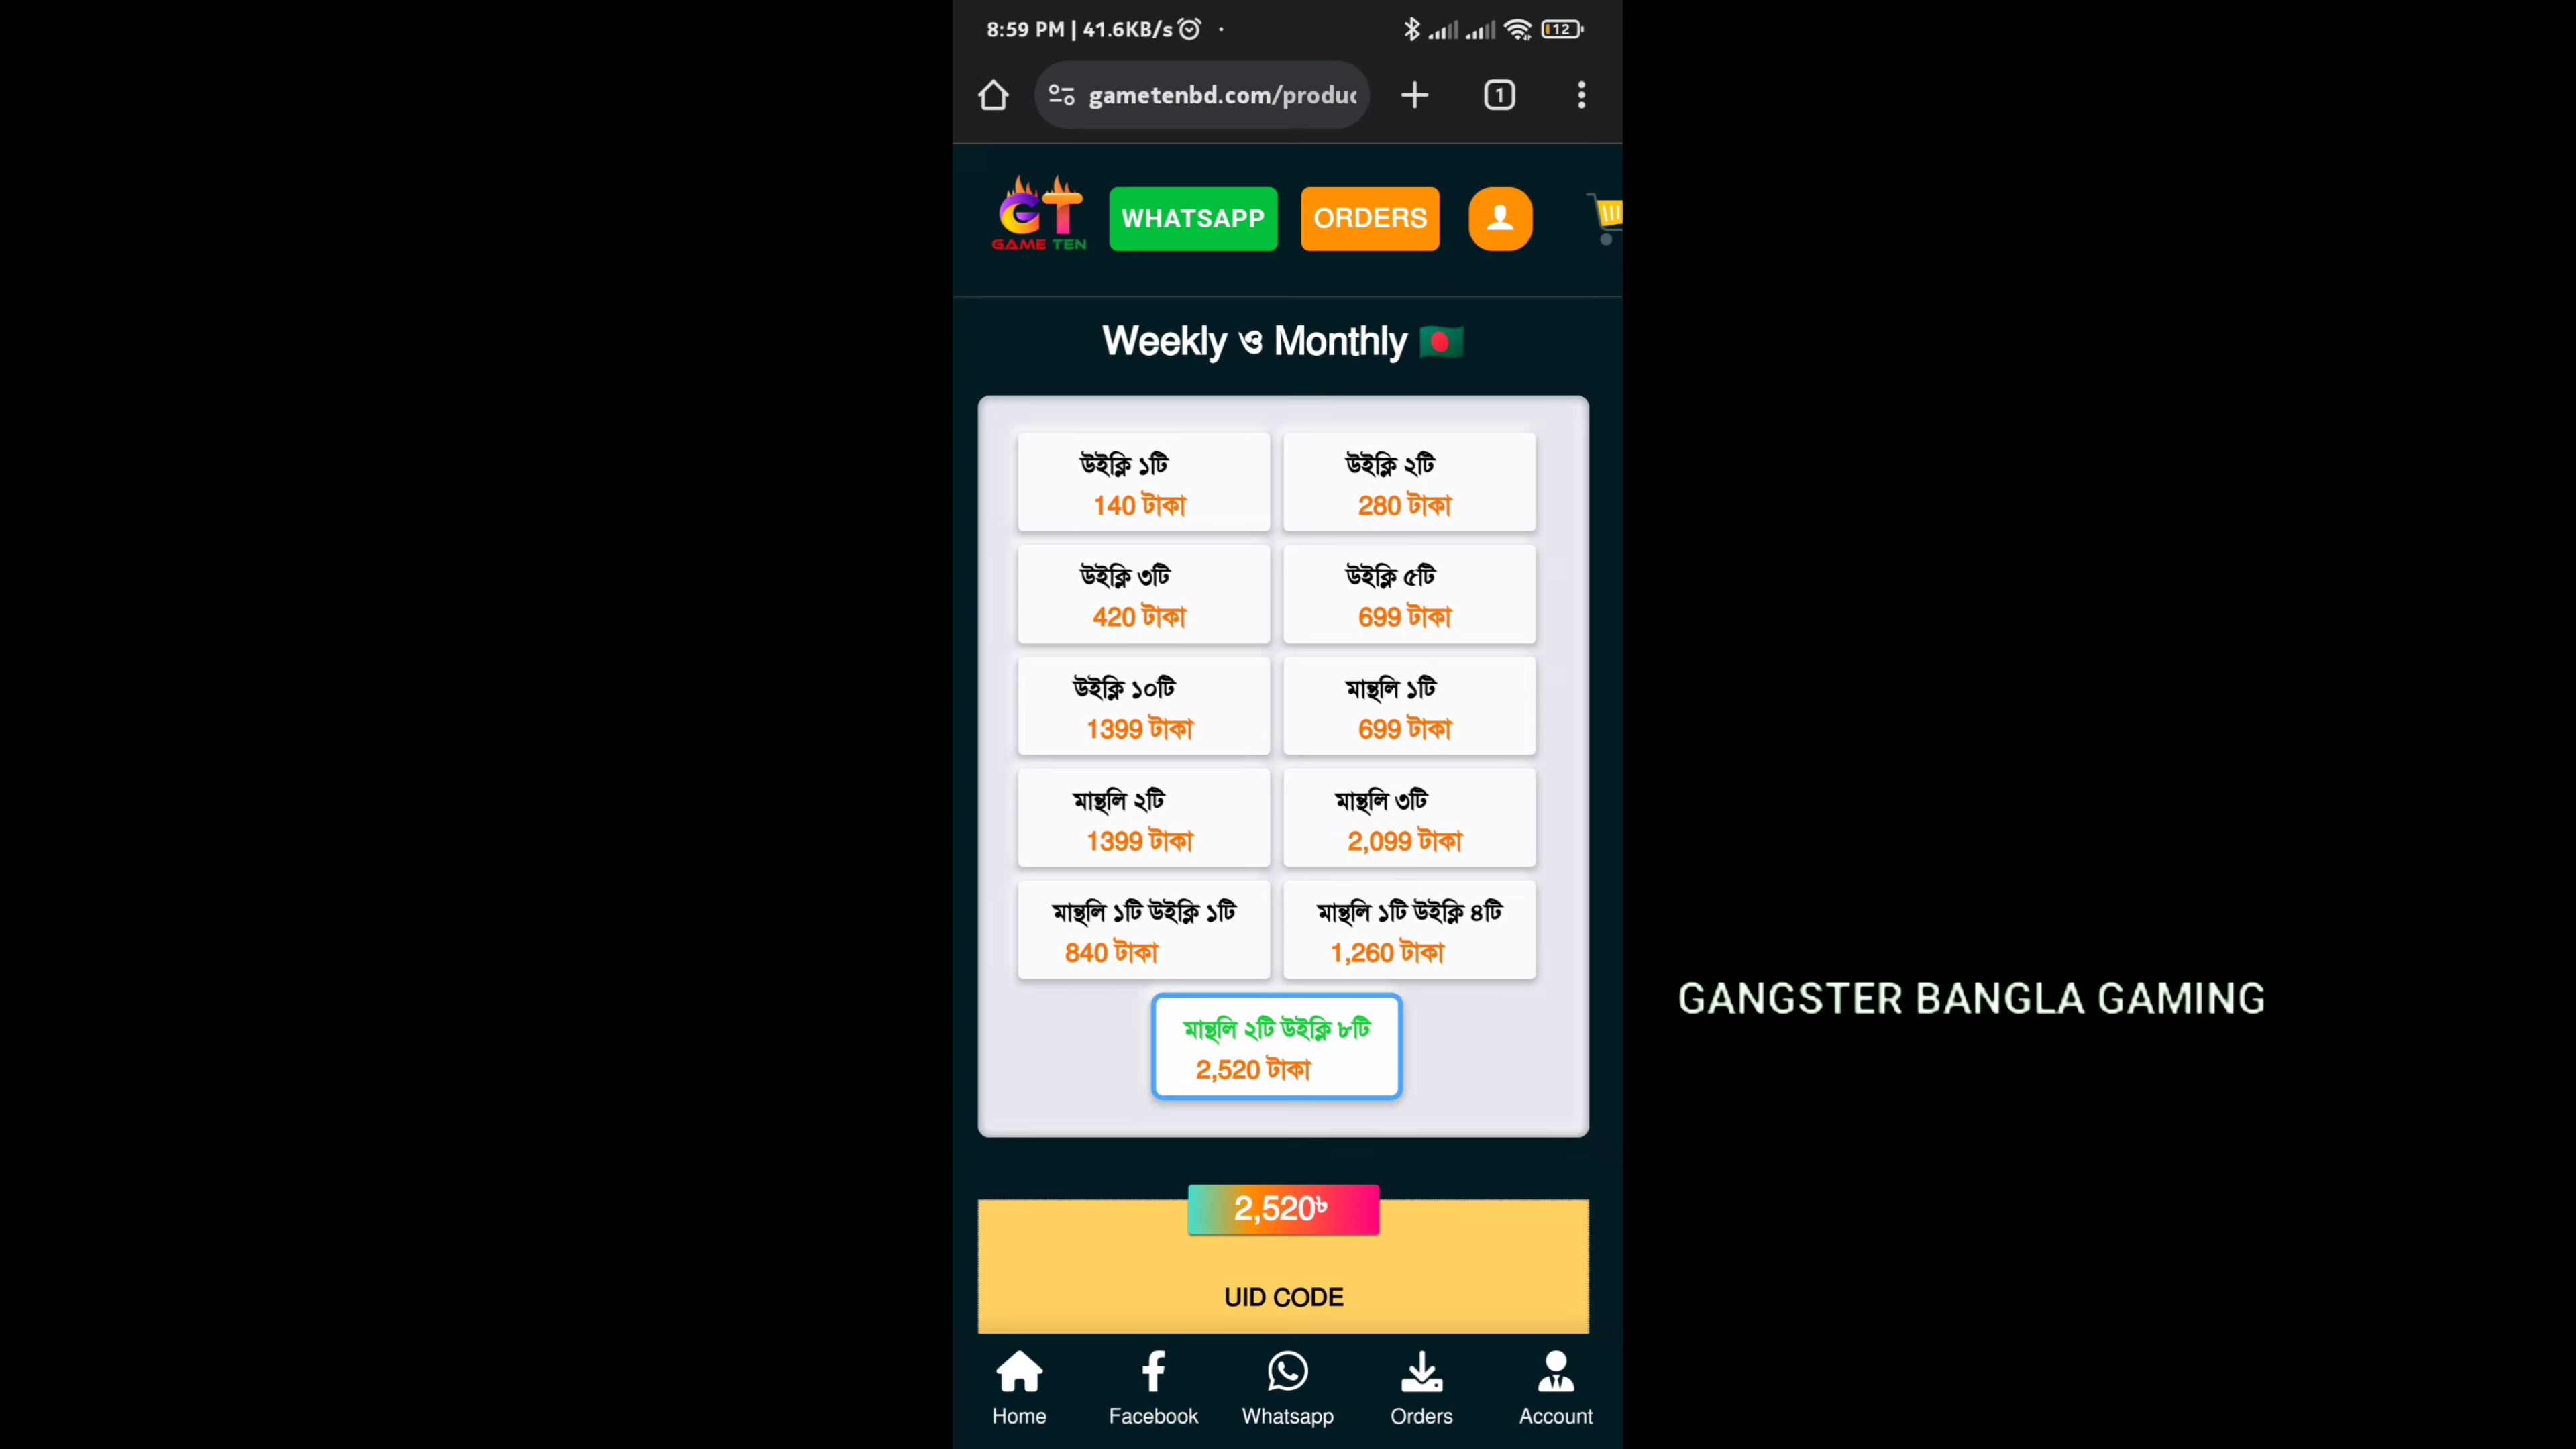 8:59 PM | 41.6KB/s
12
gametenbd.com/produc
1
GT
GAME TEN
WHATSAPP
ORDERS
Weekly ও Monthly
উইক্লি ১টি
140 টাকা
উইক্লি ২টি
280 টাকা
উইক্লি ৩টি
420 টাকা
উইক্লি ৫টি
699 টাকা
উইক্লি ১০টি
1399 টাকা
মান্থলি ১টি
699 টাকা
মান্থলি ২টি
1399 টাকা
মান্থলি ৩টি
2,099 টাকা
মান্থলি ১টি উইক্লি ১টি
840 টাকা
মান্থলি ১টি উইক্লি ৪টি
1,260 টাকা
মান্থলি ২টি উইক্লি ৮টি
2,520 টাকা
GANGSTER BANGLA GAMING
2,520৳
UID CODE
Home
Facebook
Whatsapp
Orders
Account